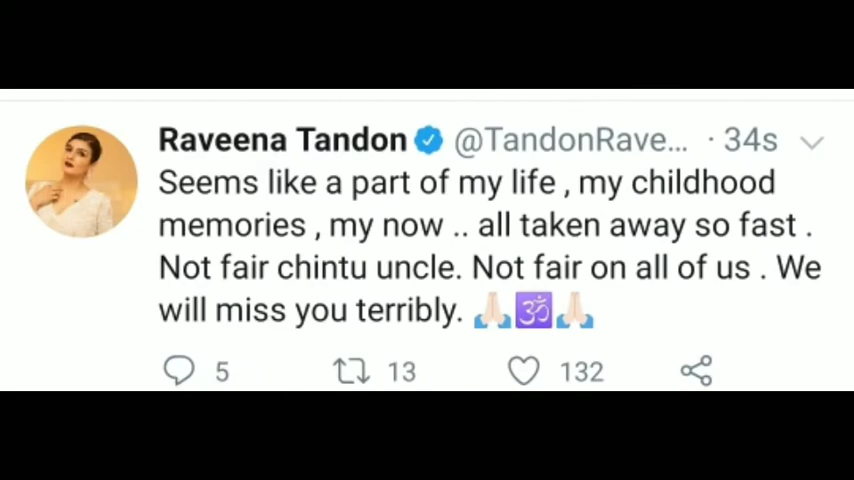 Raveena Tandon @TandonRave... · 34s
Seems like a part of my life , my childhood
memories , my now .. all taken away so fast .
Not fair chintu uncle. Not fair on all of us . We
will miss you terribly. 🙏🏻🕉🙏🏻
5 13 132